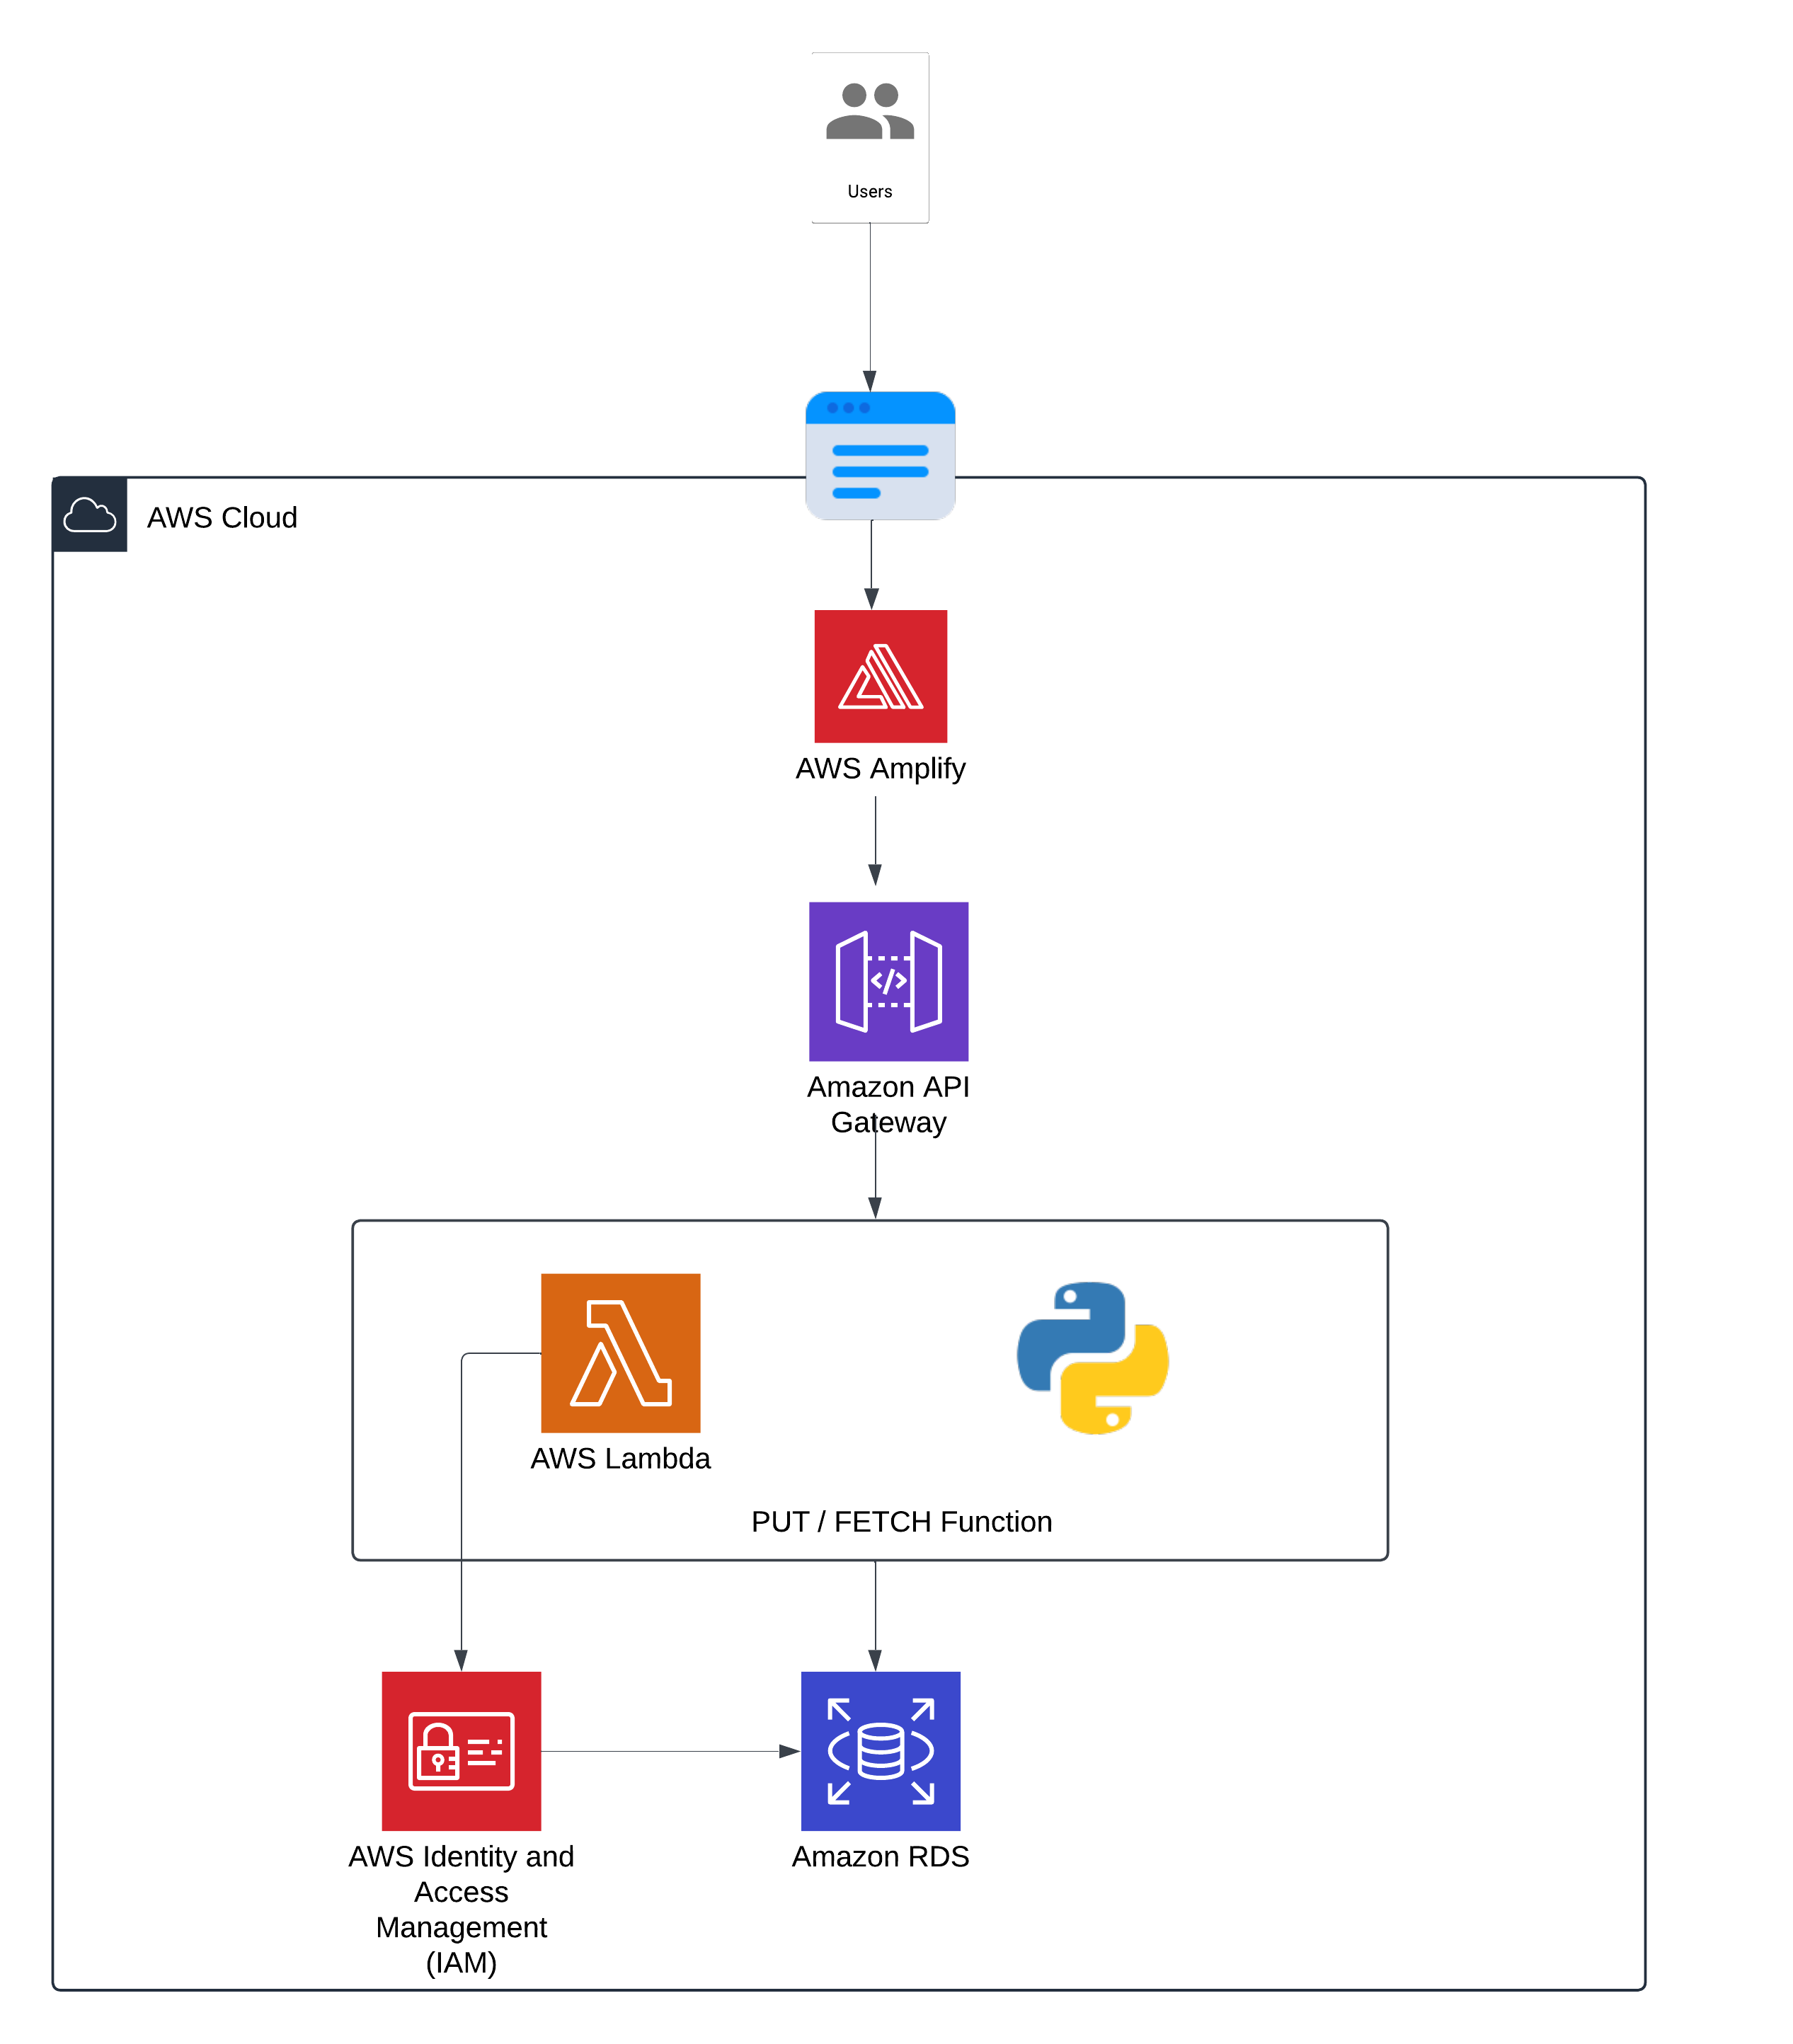 Users
AWS Cloud
AWS Amplify
Amazon API
Gateway
AWS Lambda
PUT / FETCH Function
AWS Identity and
Access
Management
(IAM)
Amazon RDS